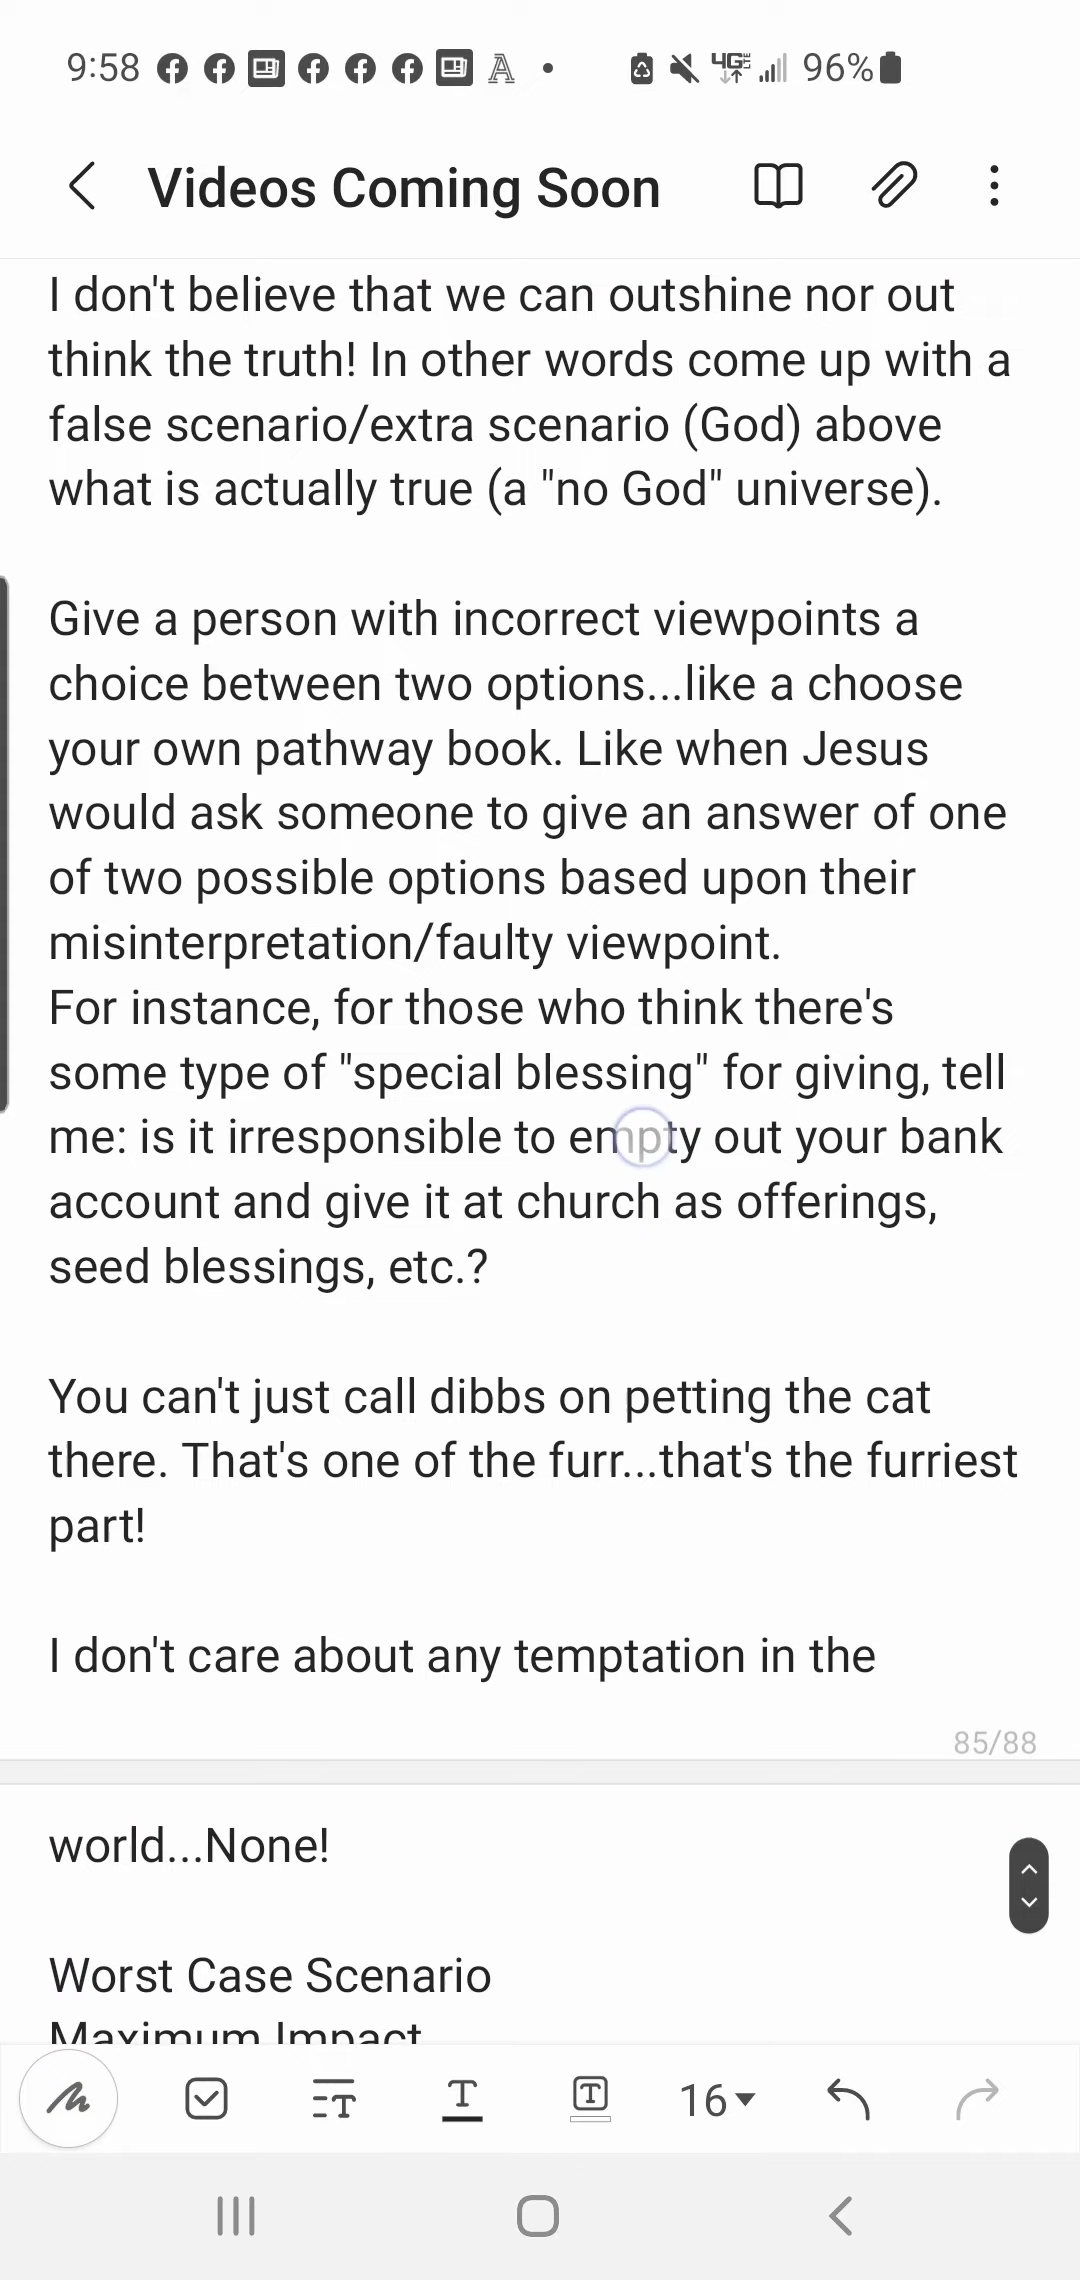 9:58 4G LTE 96%
Videos Coming Soon
I don't believe that we can outshine nor out
think the truth! In other words come up with a
false scenario/extra scenario (God) above
what is actually true (a "no God" universe).
Give a person with incorrect viewpoints a
choice between two options...like a choose
your own pathway book. Like when Jesus
would ask someone to give an answer of one
of two possible options based upon their
misinterpretation/faulty viewpoint.
For instance, for those who think there's
some type of "special blessing" for giving, tell
me: is it irresponsible to empty out your bank
account and give it at church as offerings,
seed blessings, etc.?
You can't just call dibbs on petting the cat
there. That's one of the furr...that's the furriest
part!
I don't care about any temptation in the
85/88
world...None!
Worst Case Scenario
Maximum Impact
16